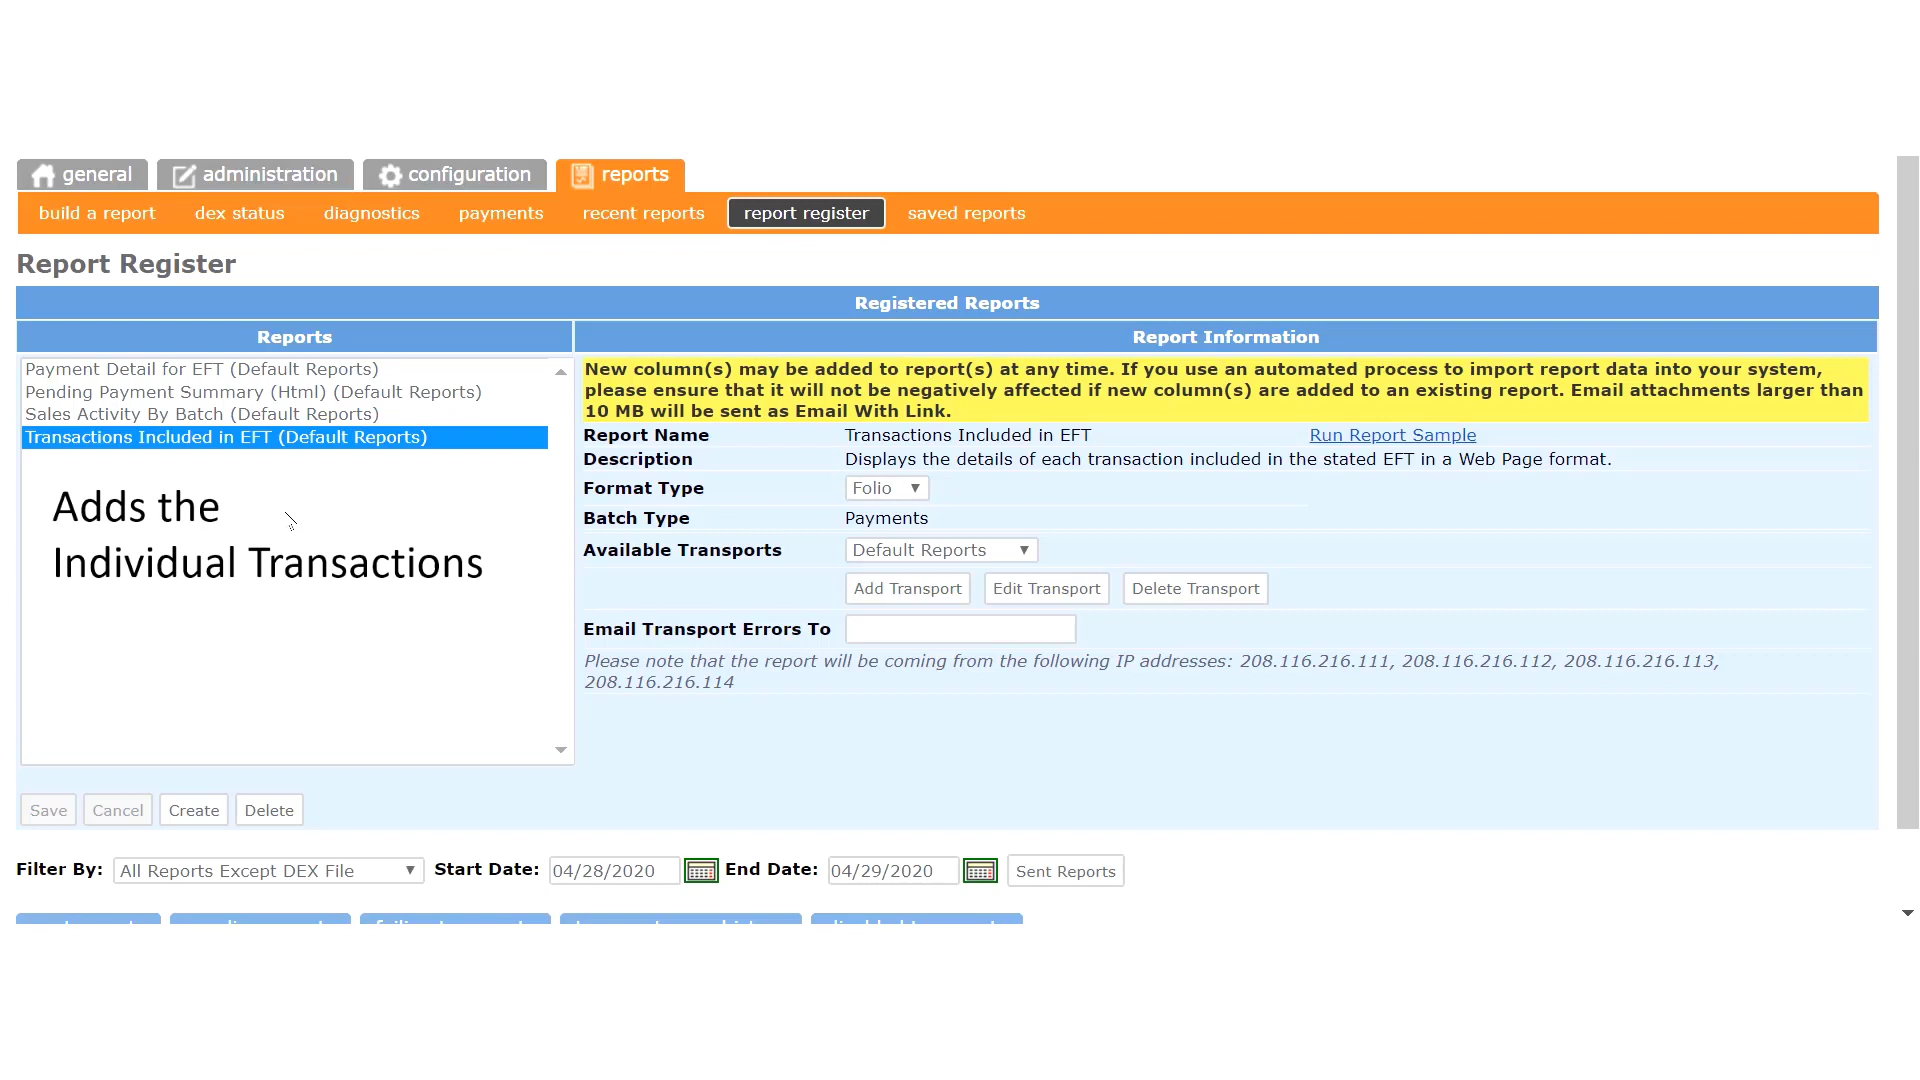 general administration configuration reports
build a report dex status diagnostics payments recent reports report register saved reports
Report Register
Registered Reports
Reports
Report Information
Payment Detail for EFT (Default Reports)
Pending Payment Summary (Html) (Default Reports)
Sales Activity By Batch (Default Reports)
Transactions Included in EFT (Default Reports)
Adds the
Individual Transactions
New column(s) may be added to report(s) at any time. If you use an automated process to import report data into your system,
please ensure that it will not be negatively affected if new column(s) are added to an existing report. Email attachments larger than
10 MB will be sent as Email With Link.
Report Name Transactions Included in EFT Run Report Sample
Description Displays the details of each transaction included in the stated EFT in a Web Page format.
Format Type Folio
Batch Type Payments
Available Transports Default Reports
Add Transport Edit Transport Delete Transport
Email Transport Errors To
Please note that the report will be coming from the following IP addresses: 208.116.216.111, 208.116.216.112, 208.116.216.113,
208.116.216.114
Save Cancel Create Delete
Filter By: All Reports Except DEX File Start Date: 04/28/2020 End Date: 04/29/2020 Sent Reports